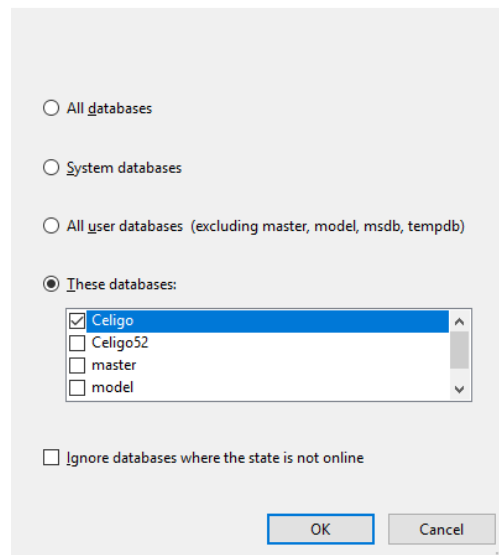 All databases
System databases
All user databases  (excluding master, model, msdb, tempdb)
These databases:
Celigo
Celigo52
master
model
Ignore databases where the state is not online
OK Cancel